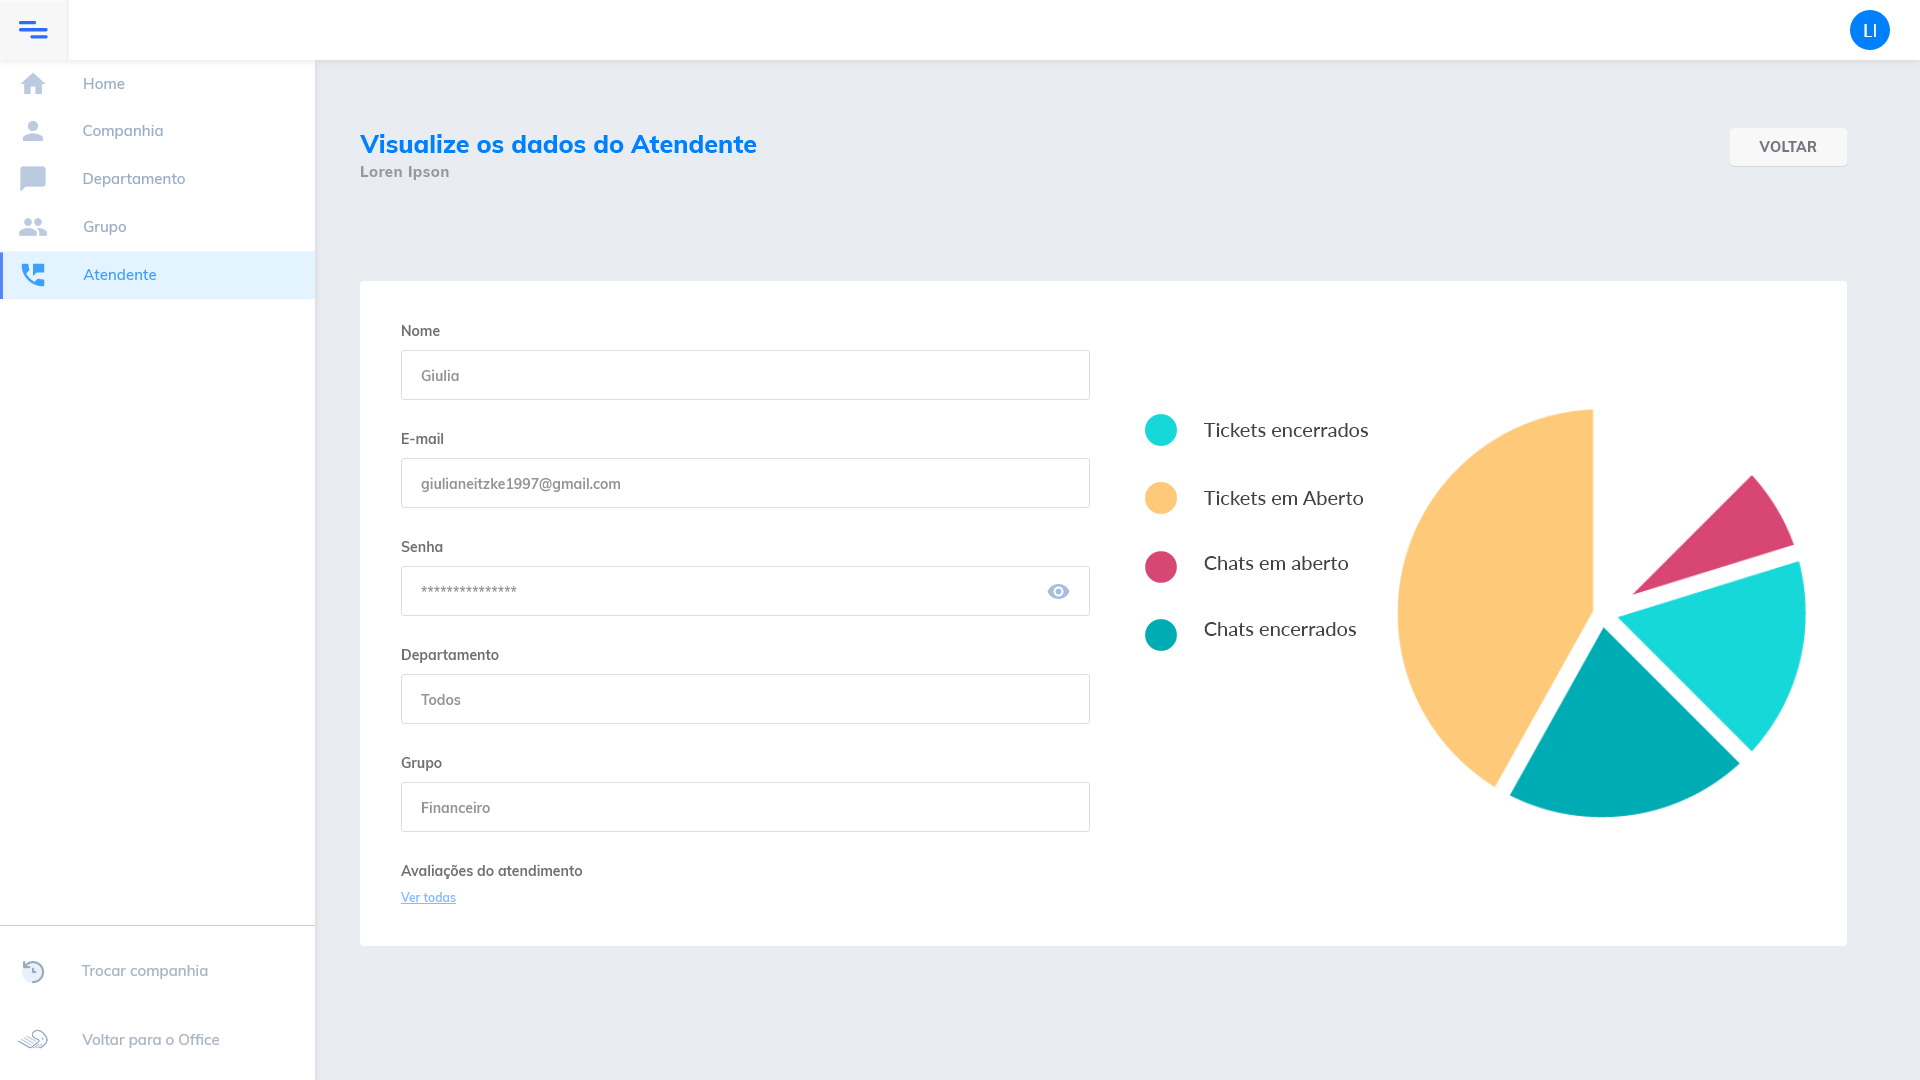 LI
Home
Companhia
Departamento
Grupo
Atendente
Trocar companhia
Voltar para o Office
Visualize os dados do Atendente
Loren Ipson
VOLTAR
Nome
Giulia
E-mail
giulianeitzke1997@gmail.com
Senha
***************
Departamento
Todos
Grupo
Financeiro
Avaliações do atendimento
Ver todas
Tickets encerrados
Tickets em Aberto
Chats em aberto
Chats encerrados